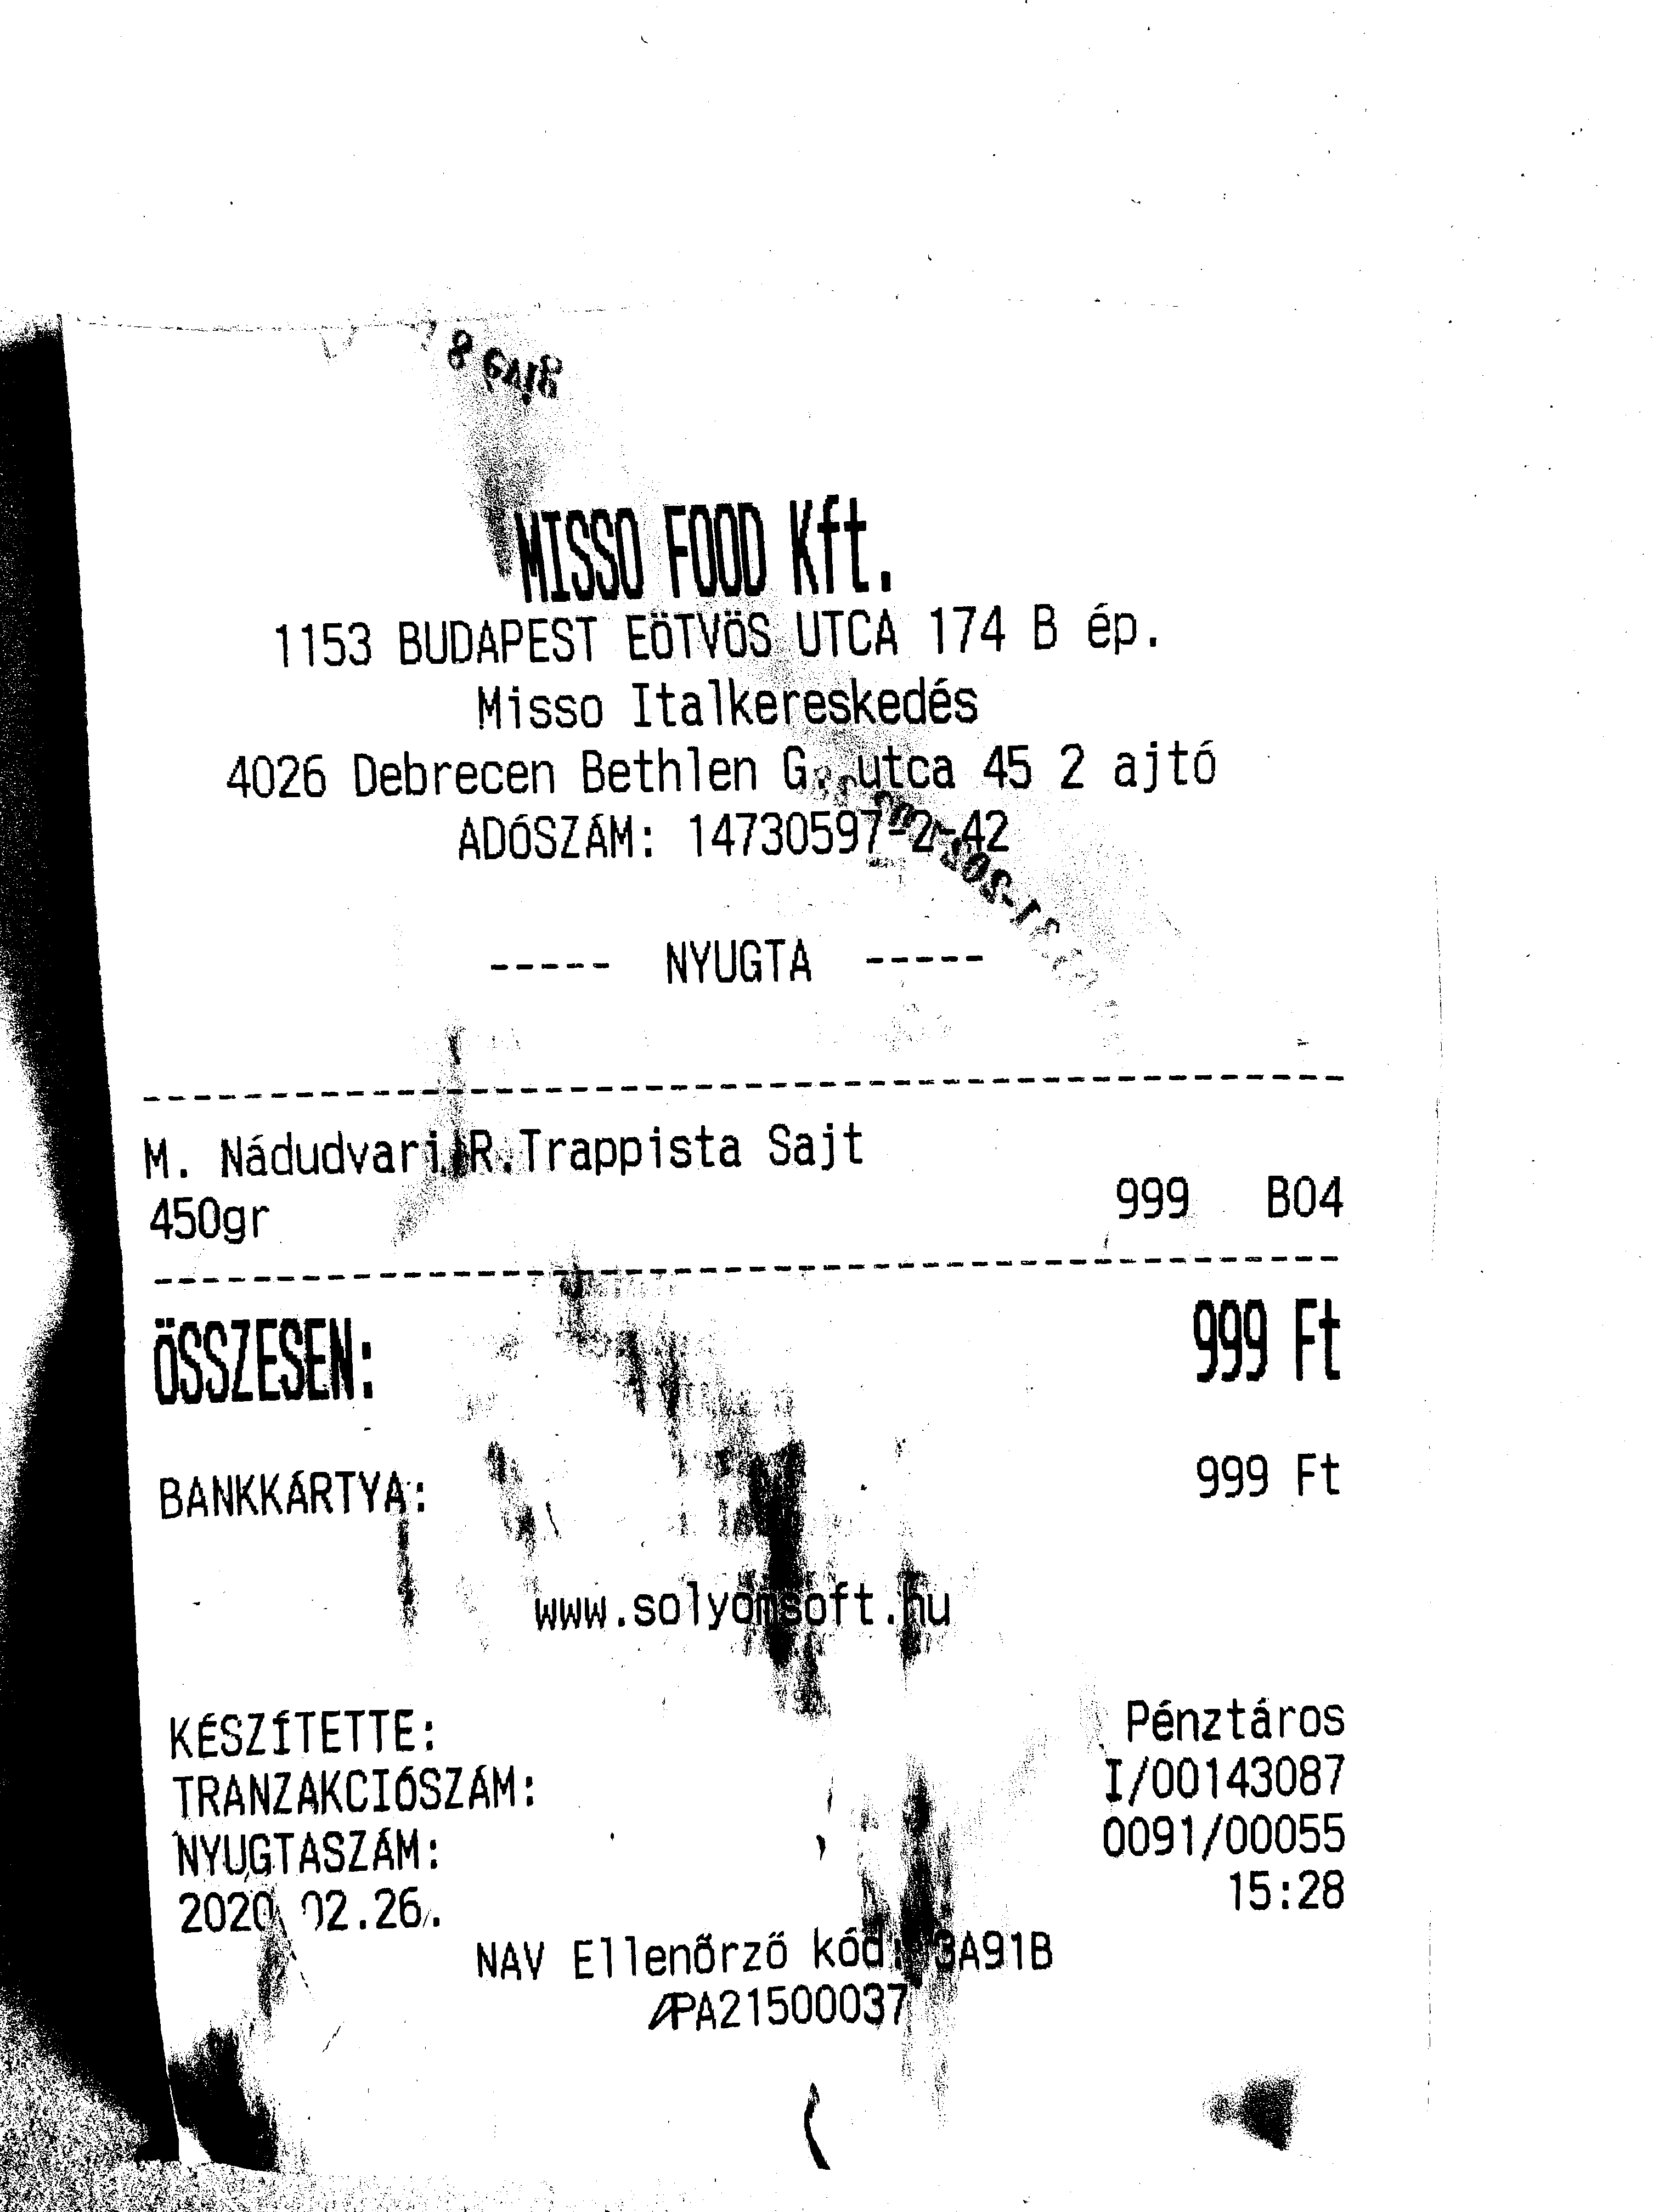 MISSO FOOD Kft.
1153 BUDAPEST EÖTVÖS UTCA 174 B ép.
Misso Italkereskedés
4026 Debrecen Bethlen G. utca 45 2 ajtó
ADÓSZÁM: 14730597-2-42
----- NYUGTA -----
M. Nádudvari R.Trappista Sajt
450gr 999 B04
ÖSSZESEN: 999 Ft
BANKKÁRTYA: 999 Ft
www.solyomsoft.hu
KÉSZÍTETTE: Pénztáros
TRANZAKCIÓSZÁM: I/00143087
NYUGTASZÁM: 0091/00055
2020.02.26. 15:28
NAV Ellenőrző kód: 3A91B
APA21500037